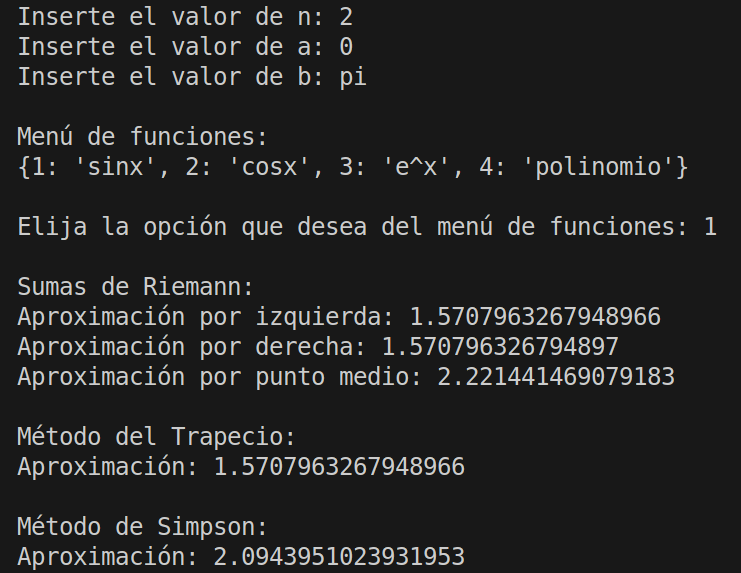 Inserte el valor de n: 2
Inserte el valor de a: 0
Inserte el valor de b: pi
Menú de funciones:
{1: 'sinx', 2: 'cosx', 3: 'e^x', 4: 'polinomio'}
Elija la opción que desea del menú de funciones: 1
Sumas de Riemann:
Aproximación por izquierda: 1.5707963267948966
Aproximación por derecha: 1.570796326794897
Aproximación por punto medio: 2.221441469079183
Método del Trapecio:
Aproximación: 1.5707963267948966
Método de Simpson:
Aproximación: 2.0943951023931953